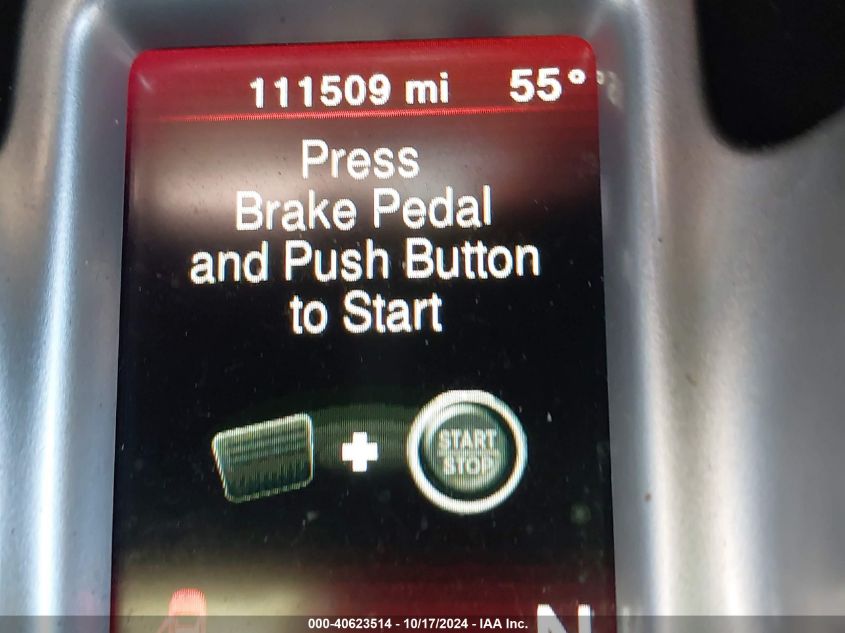 111509 mi 55°
Press
Brake Pedal
and Push Button
to Start
START
STOP
N
000-40623514 - 10/17/2024 - IAA Inc.